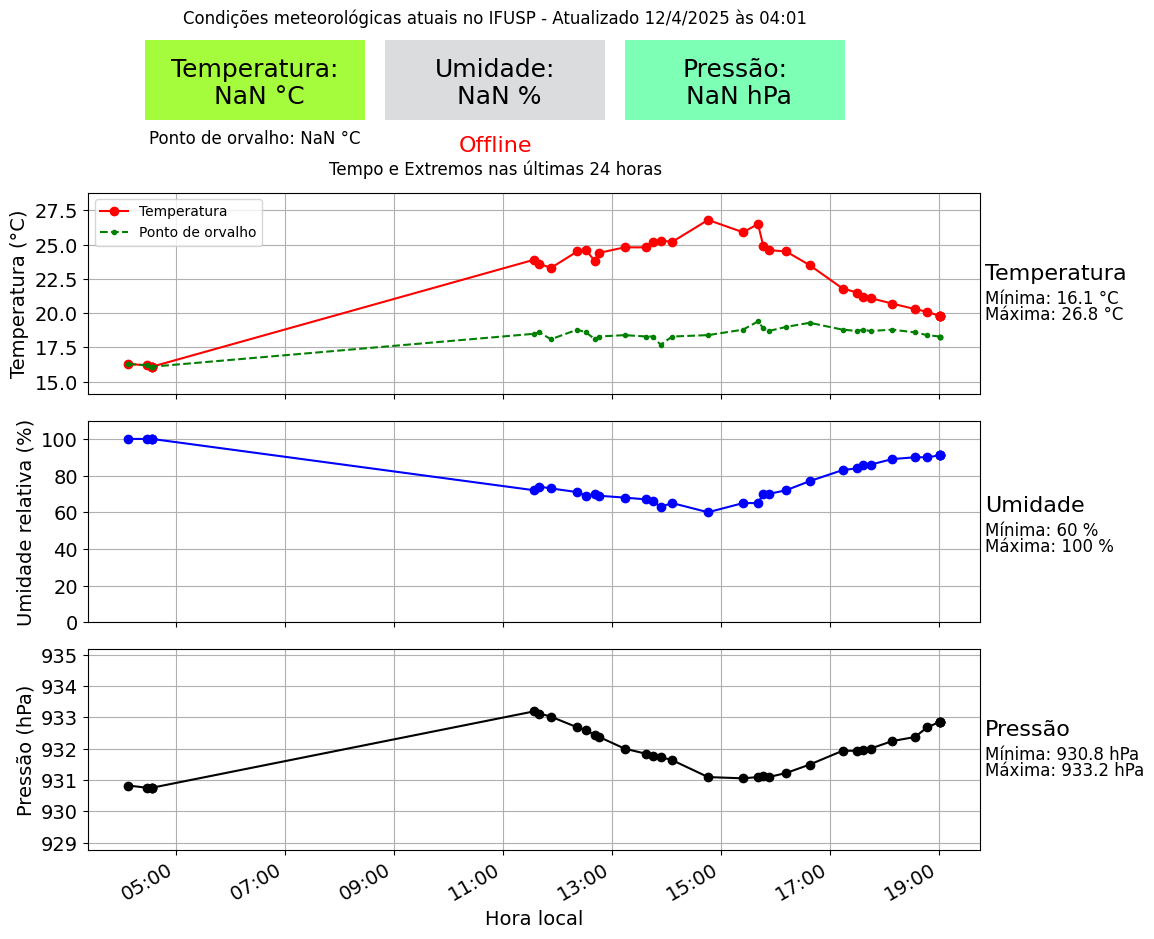 Condições meteorológicas atuais no IFUSP - Atualizado 12/4/2025 às 04:01
Temperatura:
NaN °C
Umidade:
NaN %
Pressão:
NaN hPa
Ponto de orvalho: NaN °C
Offline
Tempo e Extremos nas últimas 24 horas
Temperatura (°C)
27.5
25.0
22.5
20.0
17.5
15.0
Temperatura
Ponto de orvalho
Temperatura
Mínima: 16.1 °C
Máxima: 26.8 °C
Umidade relativa (%)
100
80
60
40
20
0
Umidade
Mínima: 60 %
Máxima: 100 %
Pressão (hPa)
935
934
933
932
931
930
929
Pressão
Mínima: 930.8 hPa
Máxima: 933.2 hPa
05:00
07:00
09:00
11:00
13:00
15:00
17:00
19:00
Hora local